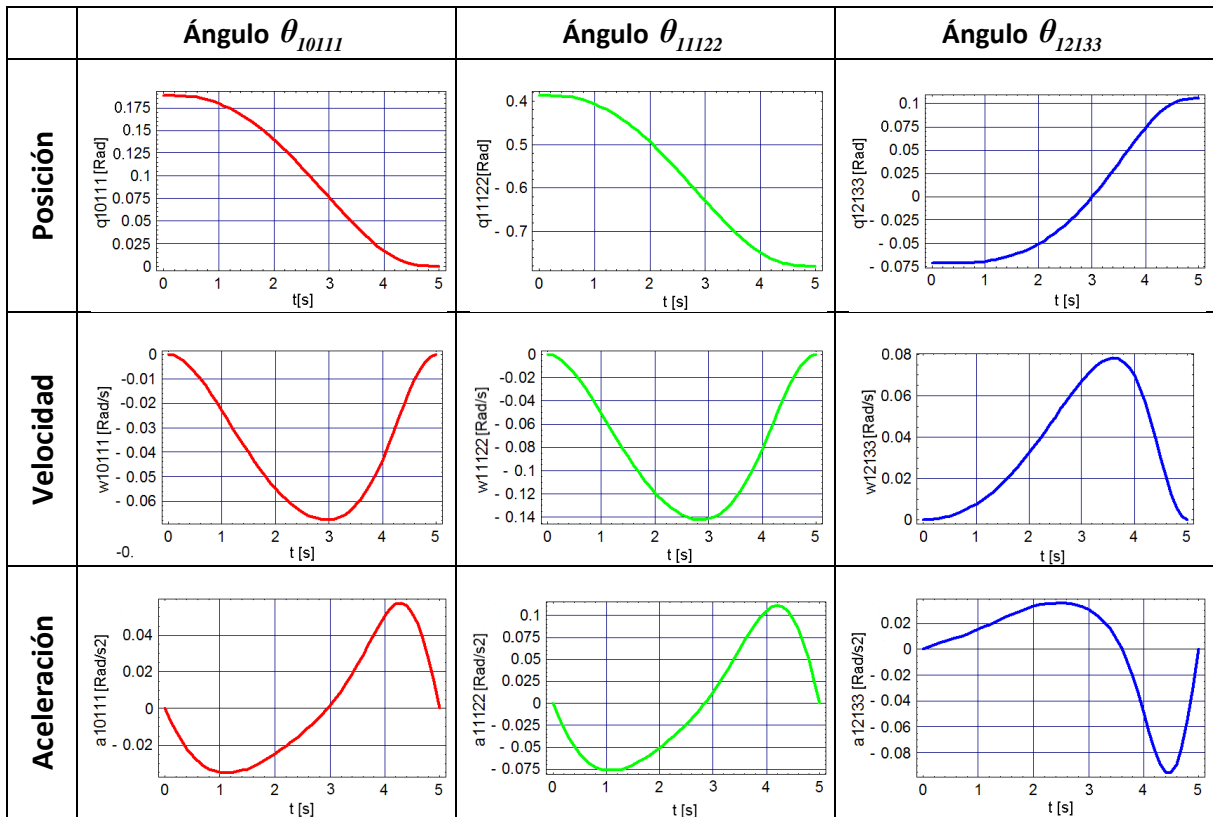 Ángulo θ10111
Ángulo θ11122
Ángulo θ12133
Posición
q10111 [Rad]
0.175
0.15
0.125
0.1
0.075
0.05
0.025
0
0 1 2 3 4 5
t[s]
q11122[Rad]
0.4
0.5
- 0.6
- 0.7
0 1 2 3 4 5
t [s]
q12133 [Rad]
0.1
0.075
0.05
0.025
0
- 0.025
- 0.05
- 0.075
0 1 2 3 4 5
t [s]
Velocidad
w10111 [Rad/s]
0
-0.01
- 0.02
- 0.03
- 0.04
- 0.05
- 0.06
-0.
0 1 2 3 4 5
t [s]
w11122 [Rad/s]
0
-0.02
- 0.04
- 0.06
- 0.08
- 0.1
- 0.12
- 0.14
0 1 2 3 4 5
t [s]
w12133 [Rad/s]
0.08
0.06
0.04
0.02
0
0 1 2 3 4 5
t [s]
Aceleración
a10111 [Rad/s2]
0.04
0.02
0
- 0.02
0 1 2 3 4 5
t [s]
a11122 [Rad/s2]
0.1
0.075
0.05
0.025
0
- 0.025
- 0.05
- 0.075
0 1 2 3 4 5
t [s]
a12133 [Rad/s2]
0.02
0
- 0.02
- 0.04
- 0.06
- 0.08
0 1 2 3 4 5
t [s]